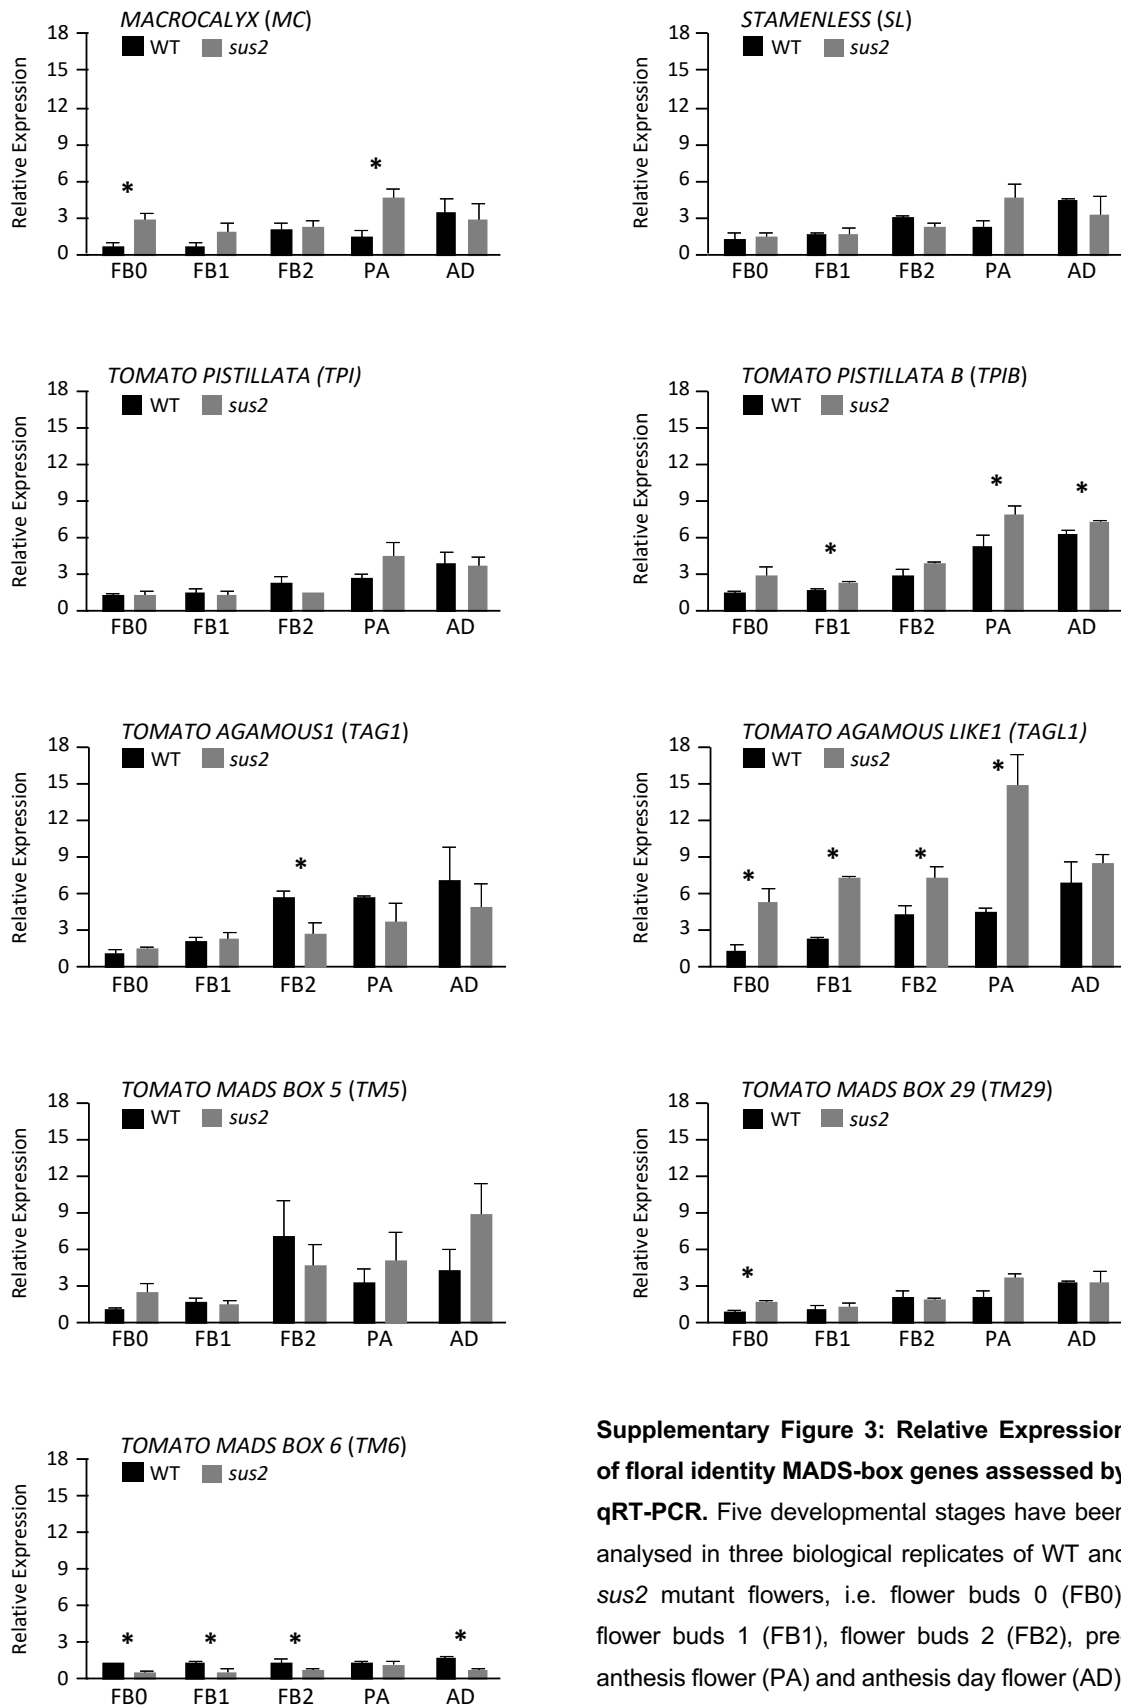 MACROCALYX (MC)
WT sus2
Relative Expression
18
15
12
9
6
3
0
FB0 FB1 FB2 PA AD
* *
STAMENLESS (SL)
WT sus2
Relative Expression
18
15
12
9
6
3
0
FB0 FB1 FB2 PA AD
TOMATO PISTILLATA (TPI)
WT sus2
Relative Expression
18
15
12
9
6
3
0
FB0 FB1 FB2 PA AD
TOMATO PISTILLATA B (TPIB)
WT sus2
Relative Expression
18
15
12
9
6
3
0
* * *
FB0 FB1 FB2 PA AD
TOMATO AGAMOUS1 (TAG1)
WT sus2
Relative Expression
18
15
12
9
6
3
0
*
FB0 FB1 FB2 PA AD
TOMATO AGAMOUS LIKE1 (TAGL1)
WT sus2
Relative Expression
18
15
12
9
6
3
0
* * * *
FB0 FB1 FB2 PA AD
TOMATO MADS BOX 5 (TM5)
WT sus2
Relative Expression
18
15
12
9
6
3
0
FB0 FB1 FB2 PA AD
TOMATO MADS BOX 29 (TM29)
WT sus2
Relative Expression
18
15
12
9
6
3
0
*
FB0 FB1 FB2 PA AD
TOMATO MADS BOX 6 (TM6)
WT sus2
Relative Expression
18
15
12
9
6
3
0
* * * *
FB0 FB1 FB2 PA AD
Supplementary Figure 3: Relative Expression
of floral identity MADS-box genes assessed by
qRT-PCR. Five developmental stages have been
analysed in three biological replicates of WT and
sus2 mutant flowers, i.e. flower buds 0 (FB0)
flower buds 1 (FB1), flower buds 2 (FB2), pre
anthesis flower (PA) and anthesis day flower (AD)